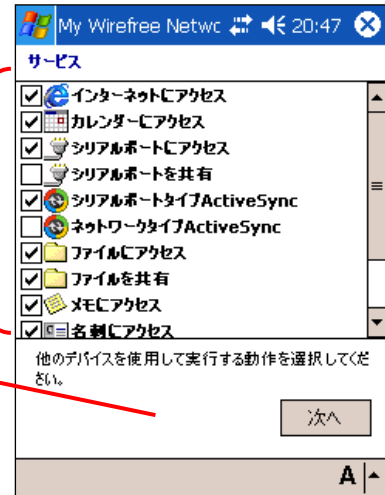 My Wirefree Netwc 20:47
サービス
インターネットにアクセス
カレンダーにアクセス
シリアルポートにアクセス
シリアルポートを共有
シリアルポートタイプActiveSync
ネットワークタイプActiveSync
ファイルにアクセス
ファイルを共有
メモにアクセス
名刺にアクセス
他のデバイスを使用して実行する動作を選択してくだ
さい。
次へ
A